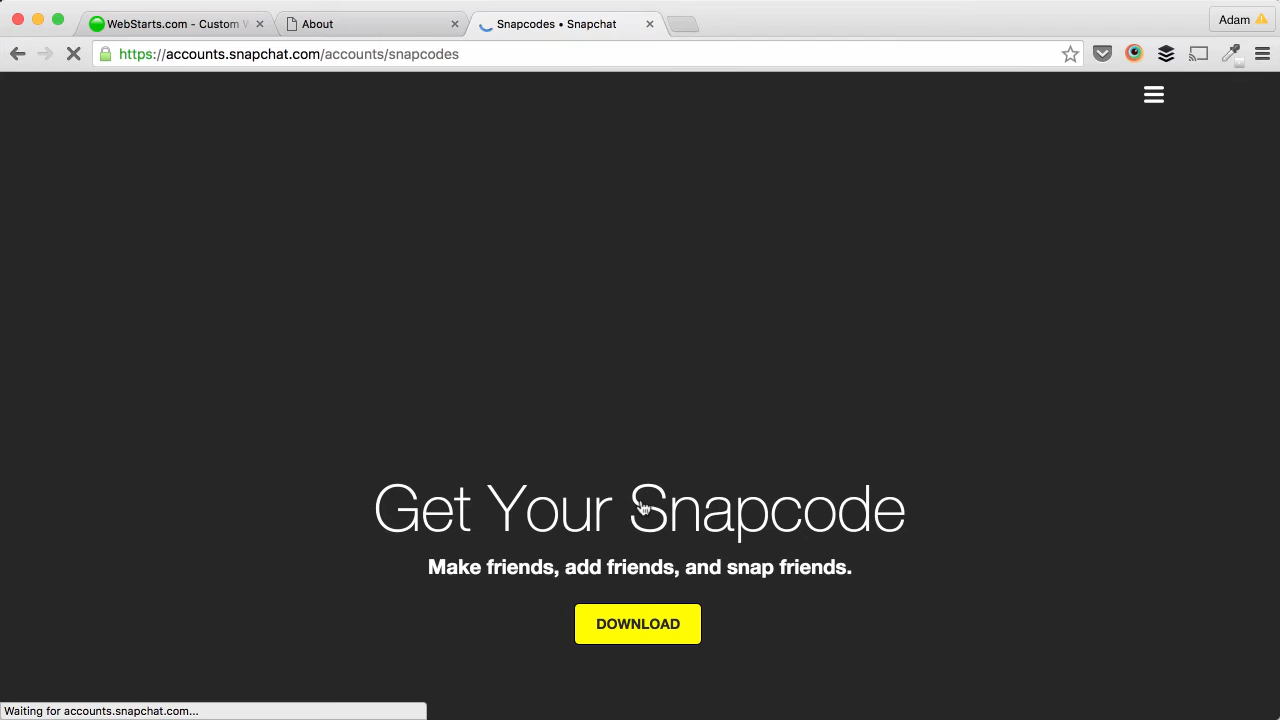 WebStarts.com - Custom W
About
Snapcodes • Snapchat
Adam
https://accounts.snapchat.com/accounts/snapcodes
Get Your Snapcode
Make friends, add friends, and snap friends.
DOWNLOAD
Waiting for accounts.snapchat.com...